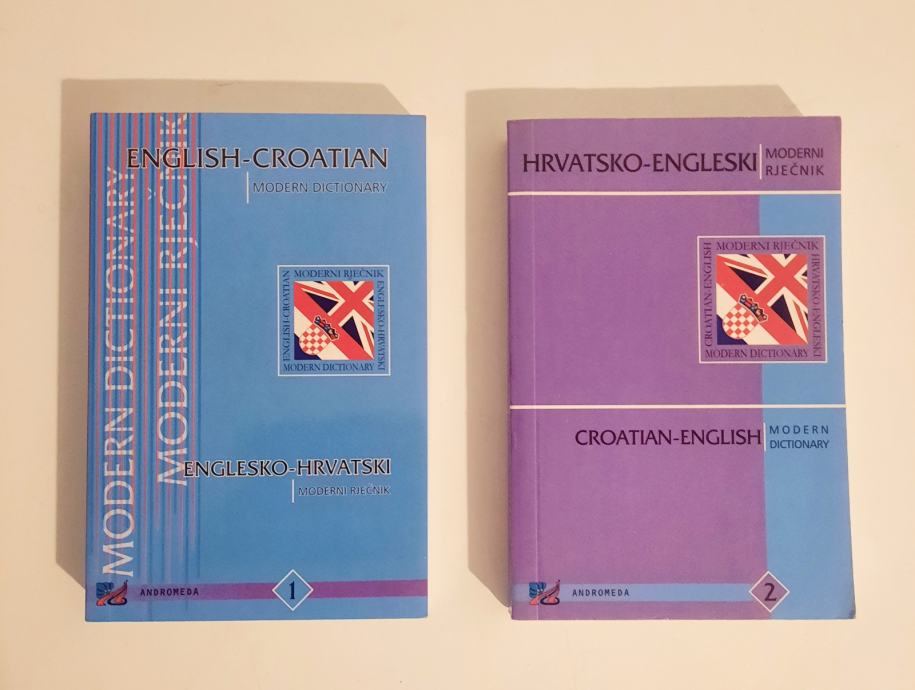 ENGLISH-CROATIAN
MODERN DICTIONARY
MODERN DICTIONARY
MODERNI RJEČNIK
MODERNI RJEČNIK
ENGLISH-CROATIAN
ENGLESKO-HRVATSKI
MODERN DICTIONARY
ENGLESKO-HRVATSKI
MODERNI RJEČNIK
ANDROMEDA
1
HRVATSKO-ENGLESKI
MODERNI
RJEČNIK
MODERNI RJEČNIK
CROATIAN-ENGLISH
HRVATSKO-ENGLESKI
MODERN DICTIONARY
CROATIAN-ENGLISH
MODERN
DICTIONARY
ANDROMEDA
2